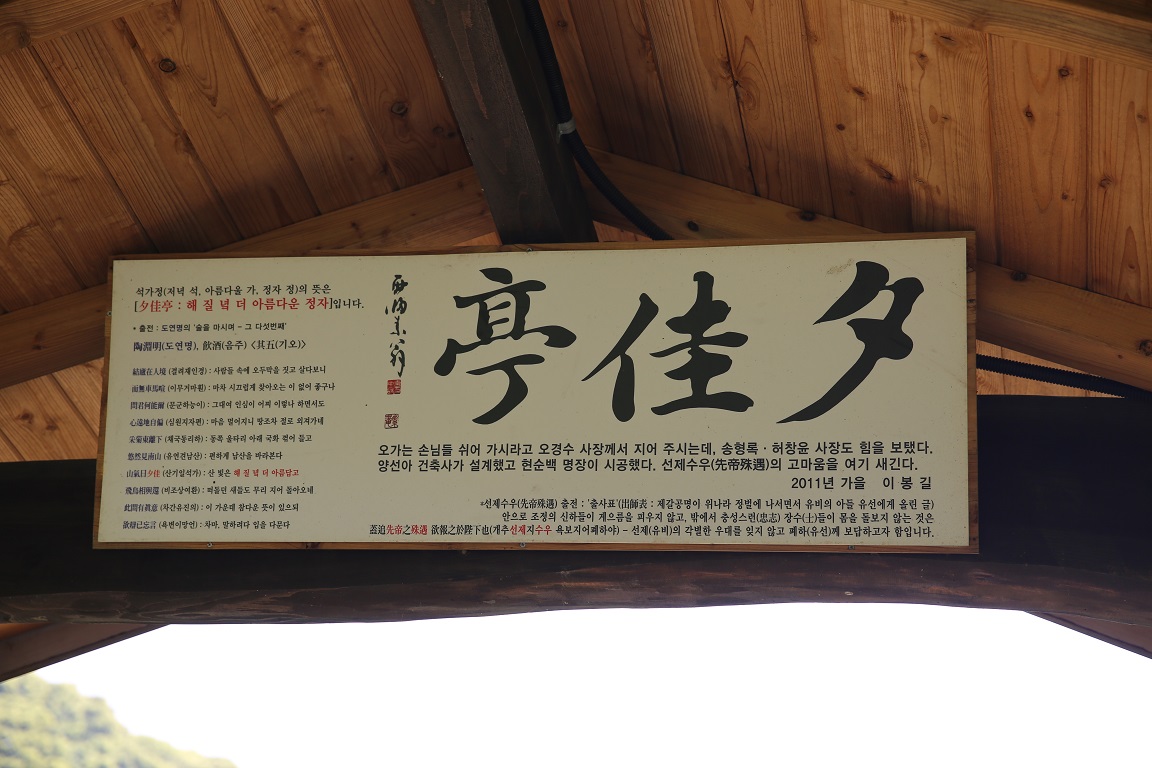 석가정(저녁 석, 아름다울 가, 정자 정)의 뜻은
[夕佳亭 : 해 질 녘 더 아름다운 정자]입니다.
* 출전 : 도연명의 '술을 마시며 - 그 다섯번째'
陶淵明(도연명), 飮酒(음주) <其五(기오)>
結廬在人境 (결려재인경) : 사람들 속에 오두막을 짓고 살다보니
而無車馬喧 (이무거마훤) : 마차 시끄럽게 찾아오는 이 없어 좋구나
問君何能爾 (문군하능이) : 그대여 인심이 어찌 이렇나 하면서도
心遠地自偏 (심원지자편) : 마음 멀어지니 땅조차 절로 외져가네
采菊東籬下 (채국동리하) : 동쪽 울타리 아래 국화 꺾어 들고
悠然見南山 (유연견남산) : 편하게 남산을 바라본다
山氣日夕佳 (산기일석가) : 산 빛은 해 질 녘 더 아름답고
飛鳥相與還 (비조상여환) : 떠돌던 새들도 무리 지어 돌아오네
此間有眞意 (차간유진의) : 이 가운데 참다운 뜻이 있으되
欲辯已忘言 (욕변이망언) : 차마, 말하려다 잊을 다문다
亭佳夕
오가는 손님들 쉬어 가시라고 오경수 사장께서 지어 주시는데, 송형록 · 허창윤 사장도 힘을 보탰다.
양선아 건축사가 설계했고 현순백 명장이 시공했다. 선제수우(先帝殊遇)의 고마움을 여기 새긴다.
2011년 가을 이 봉 길
*선제수우(先帝殊遇) 출전 : '출사표'(出師表 : 제갈공명이 위나라 정벌에 나서면서 유비의 아들 유선에게 올린 글)
안으로 조정의 신하들이 게으름을 피우지 않고, 밖에서 충성스런(忠志) 장수(士)들이 몸을 돌보지 않는 것은
蓋追先帝之殊遇 欲報之於陛下也(개추선제지수우 욕보지어폐하야) - 선제(유비)의 각별한 우대를 잊지 않고 폐하(유선)께 보답하고자 함입니다.